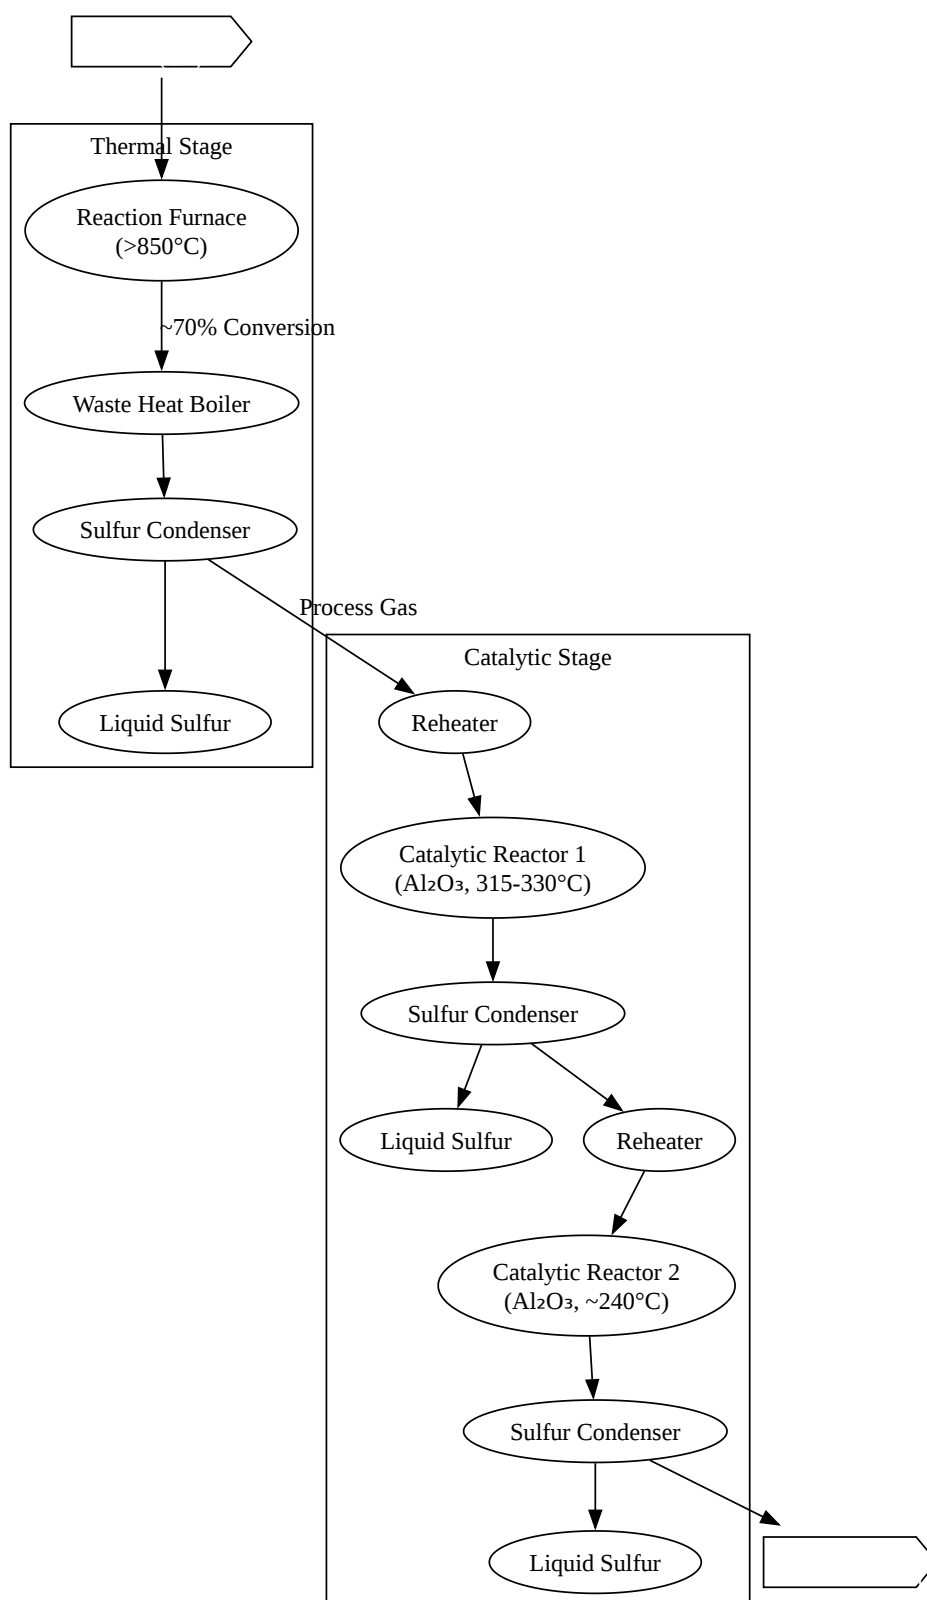 Thermal Stage
Reaction Furnace
(>850°C)
~70% Conversion
Waste Heat Boiler
Sulfur Condenser
Process Gas
Liquid Sulfur
Catalytic Stage
Reheater
Catalytic Reactor 1
(Al₂O₃, 315-330°C)
Sulfur Condenser
Liquid Sulfur
Reheater
Catalytic Reactor 2
(Al₂O₃, ~240°C)
Sulfur Condenser
Liquid Sulfur